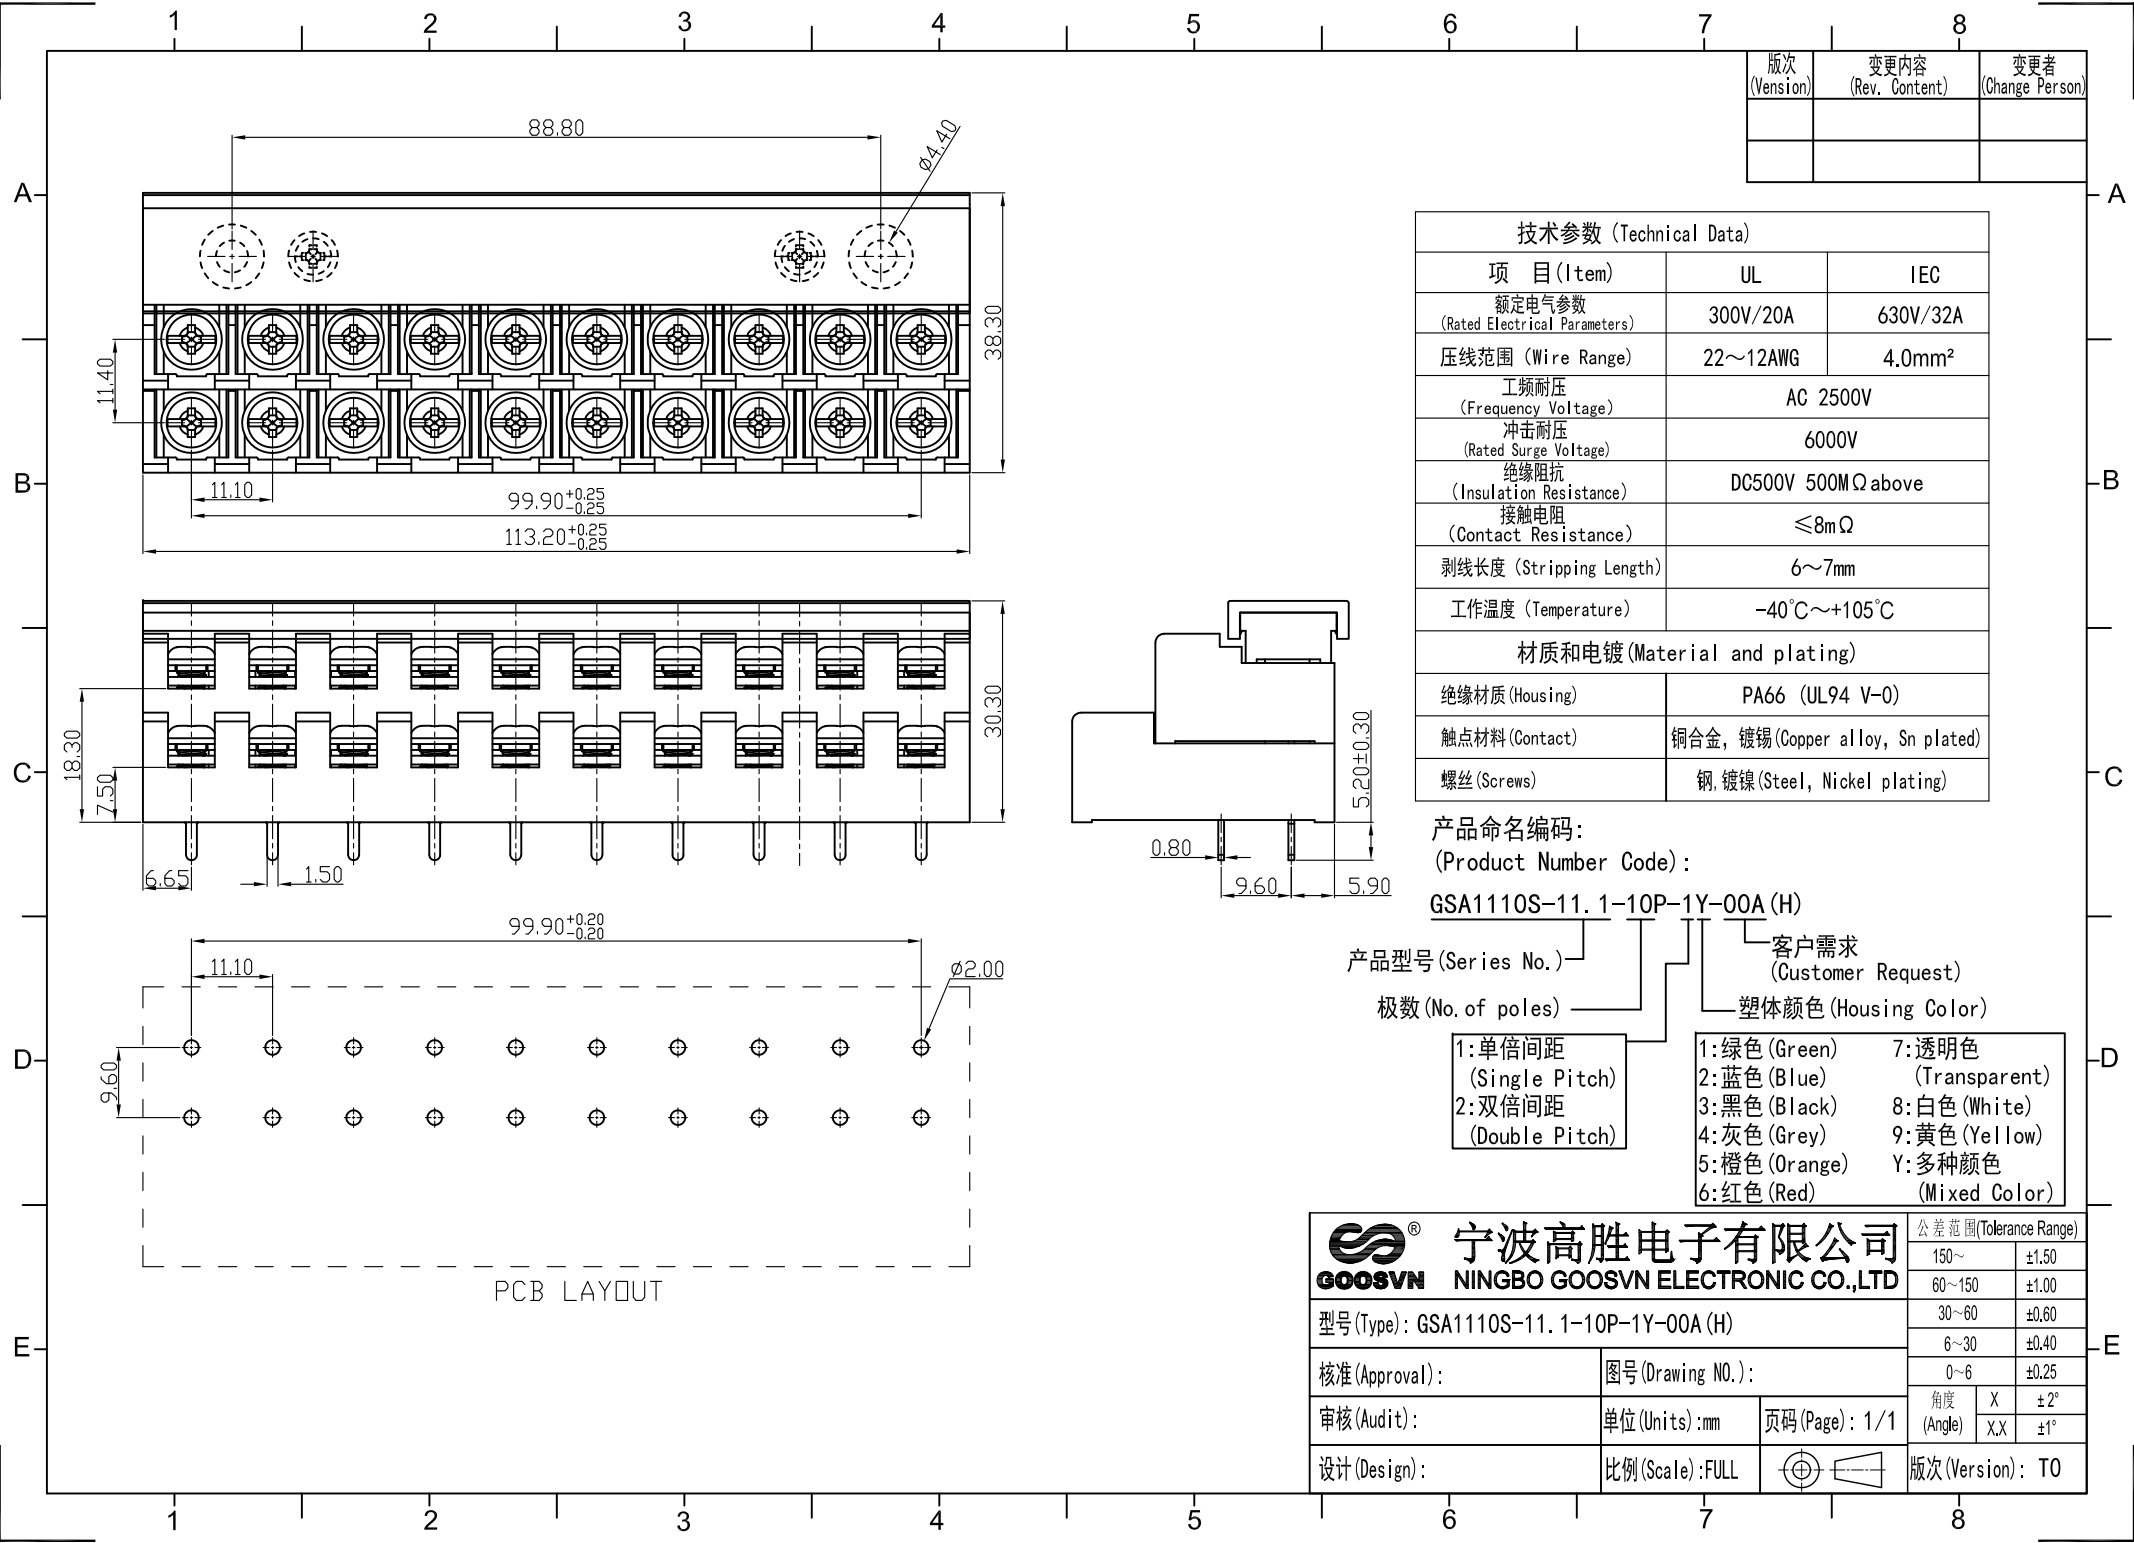 1 2 3 4 5 6 7 8
版次 变更内容 变更者
(Vension) (Rev. Content) (Change Person)
A
A
B
B
C
C
D
D
E
E
88.80
ø4.40
38.30
11.40
11.10
99.90 +0.25 -0.25
113.20 +0.25 -0.25
30.30
18.30
7.50
6.65
1.50
5.20±0.30
0.80
9.60
5.90
99.90 +0.20 -0.20
11.10
ø2.00
9.60
PCB LAYOUT
技术参数 (Technical Data)
项 目(Item) UL IEC
额定电气参数
(Rated Electrical Parameters) 300V/20A 630V/32A
压线范围 (Wire Range) 22～12AWG 4.0mm²
工频耐压
(Frequency Voltage) AC 2500V
冲击耐压
(Rated Surge Voltage) 6000V
绝缘阻抗
(Insulation Resistance) DC500V 500MΩabove
接触电阻
(Contact Resistance) ≤8mΩ
剥线长度 (Stripping Length) 6～7mm
工作温度 (Temperature) -40℃～+105℃
材质和电镀(Material and plating)
绝缘材质(Housing) PA66 (UL94 V-0)
触点材料(Contact) 铜合金, 镀锡(Copper alloy, Sn plated)
螺丝(Screws) 钢,镀镍(Steel, Nickel plating)
产品命名编码:
(Product Number Code):
GSA1110S-11.1-10P-1Y-00A(H)
产品型号(Series No.)
客户需求
(Customer Request)
极数(No.of poles)
塑体颜色(Housing Color)
1:单倍间距
(Single Pitch)
2:双倍间距
(Double Pitch)
1:绿色(Green) 7:透明色
2:蓝色(Blue) (Transparent)
3:黑色(Black) 8:白色(White)
4:灰色(Grey) 9:黄色(Yellow)
5:橙色(Orange) Y:多种颜色
6:红色(Red) (Mixed Color)
GOOSVN ®
宁波高胜电子有限公司
NINGBO GOOSVN ELECTRONIC CO.,LTD
公差范围(Tolerance Range)
150～ ±1.50
60～150 ±1.00
30～60 ±0.60
6～30 ±0.40
0～6 ±0.25
角度 X ±2°
(Angle) X.X ±1°
型号(Type): GSA1110S-11.1-10P-1Y-00A(H)
核准(Approval): 图号(Drawing NO.):
审核(Audit): 单位(Units):mm 页码(Page): 1/1
设计(Design): 比例(Scale):FULL 版次(Version): T0
1 2 3 4 5 6 7 8